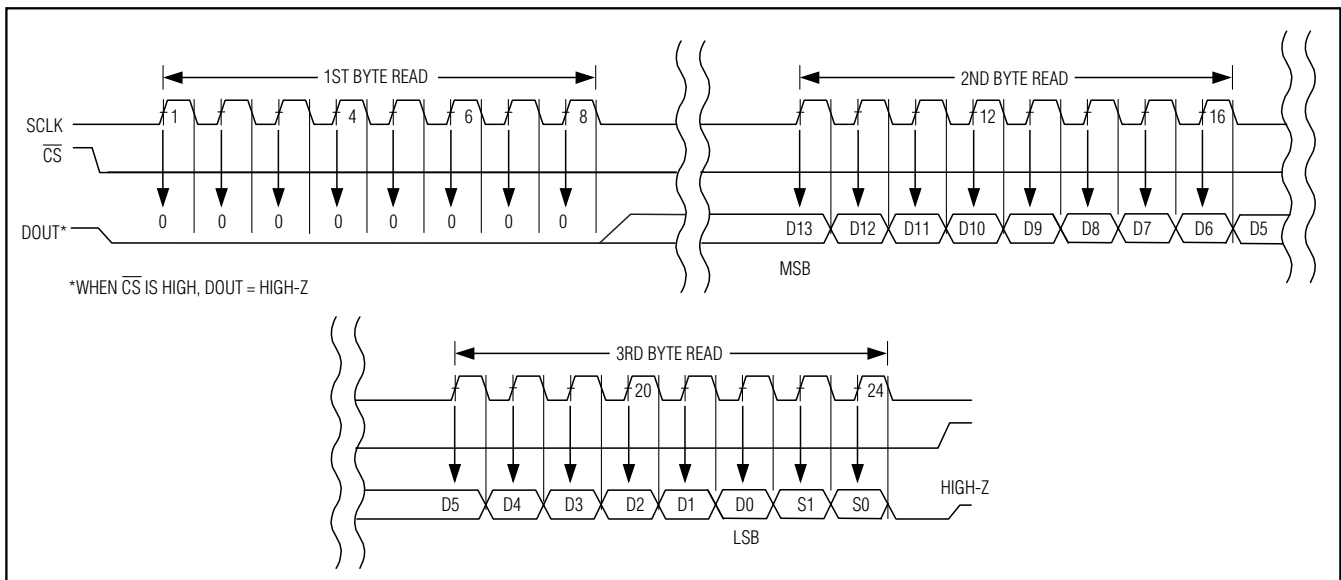 1ST BYTE READ
2ND BYTE READ
SCLK 1 4 6 8 12 16
CS
0 0 0 0 0 0 0 0
DOUT* D13 D12 D11 D10 D9 D8 D7 D6 D5
MSB
*WHEN CS IS HIGH, DOUT = HIGH-Z
3RD BYTE READ
20 24
HIGH-Z
D5 D4 D3 D2 D1 D0 S1 S0
LSB